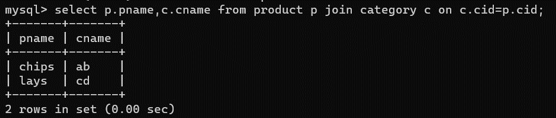 mysql> select p.pname,c.cname from product p join category c on c.cid=p.cid;
+-------+-------+
| pname | cname |
+-------+-------+
| chips | ab    |
| lays  | cd    |
+-------+-------+
2 rows in set (0.00 sec)